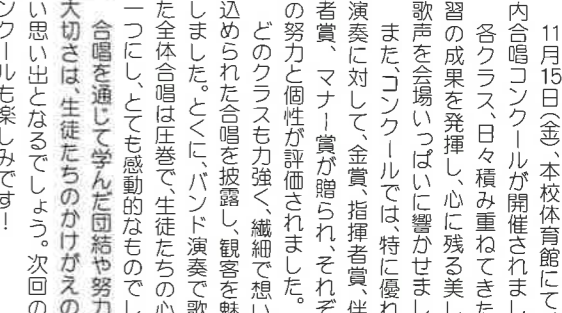 11月15日(金)、本校体育館にて、
内合唱コンクールが開催されまし
各クラス、日々積み重ねてきた
習の成果を発揮し、心に残る美し
歌声を会場いっぱいに響かせまし
また、コンクールでは、特に優れ
演奏に対して、金賞、指揮者賞、伴
者賞、マナー賞が贈られ、それぞ
の努力と個性が評価されました。
どのクラスも力強く、繊細で想い
込められた合唱を披露し、観客を魅
しました。とくに、バンド演奏で歌
た全体合唱は圧巻で、生徒たちの心
一つにし、とても感動的なものでし
合唱を通じて学んだ団結や努力
大切さは、生徒たちのかけがえの
い思い出となるでしょう。次回の
ンクールも楽しみです!